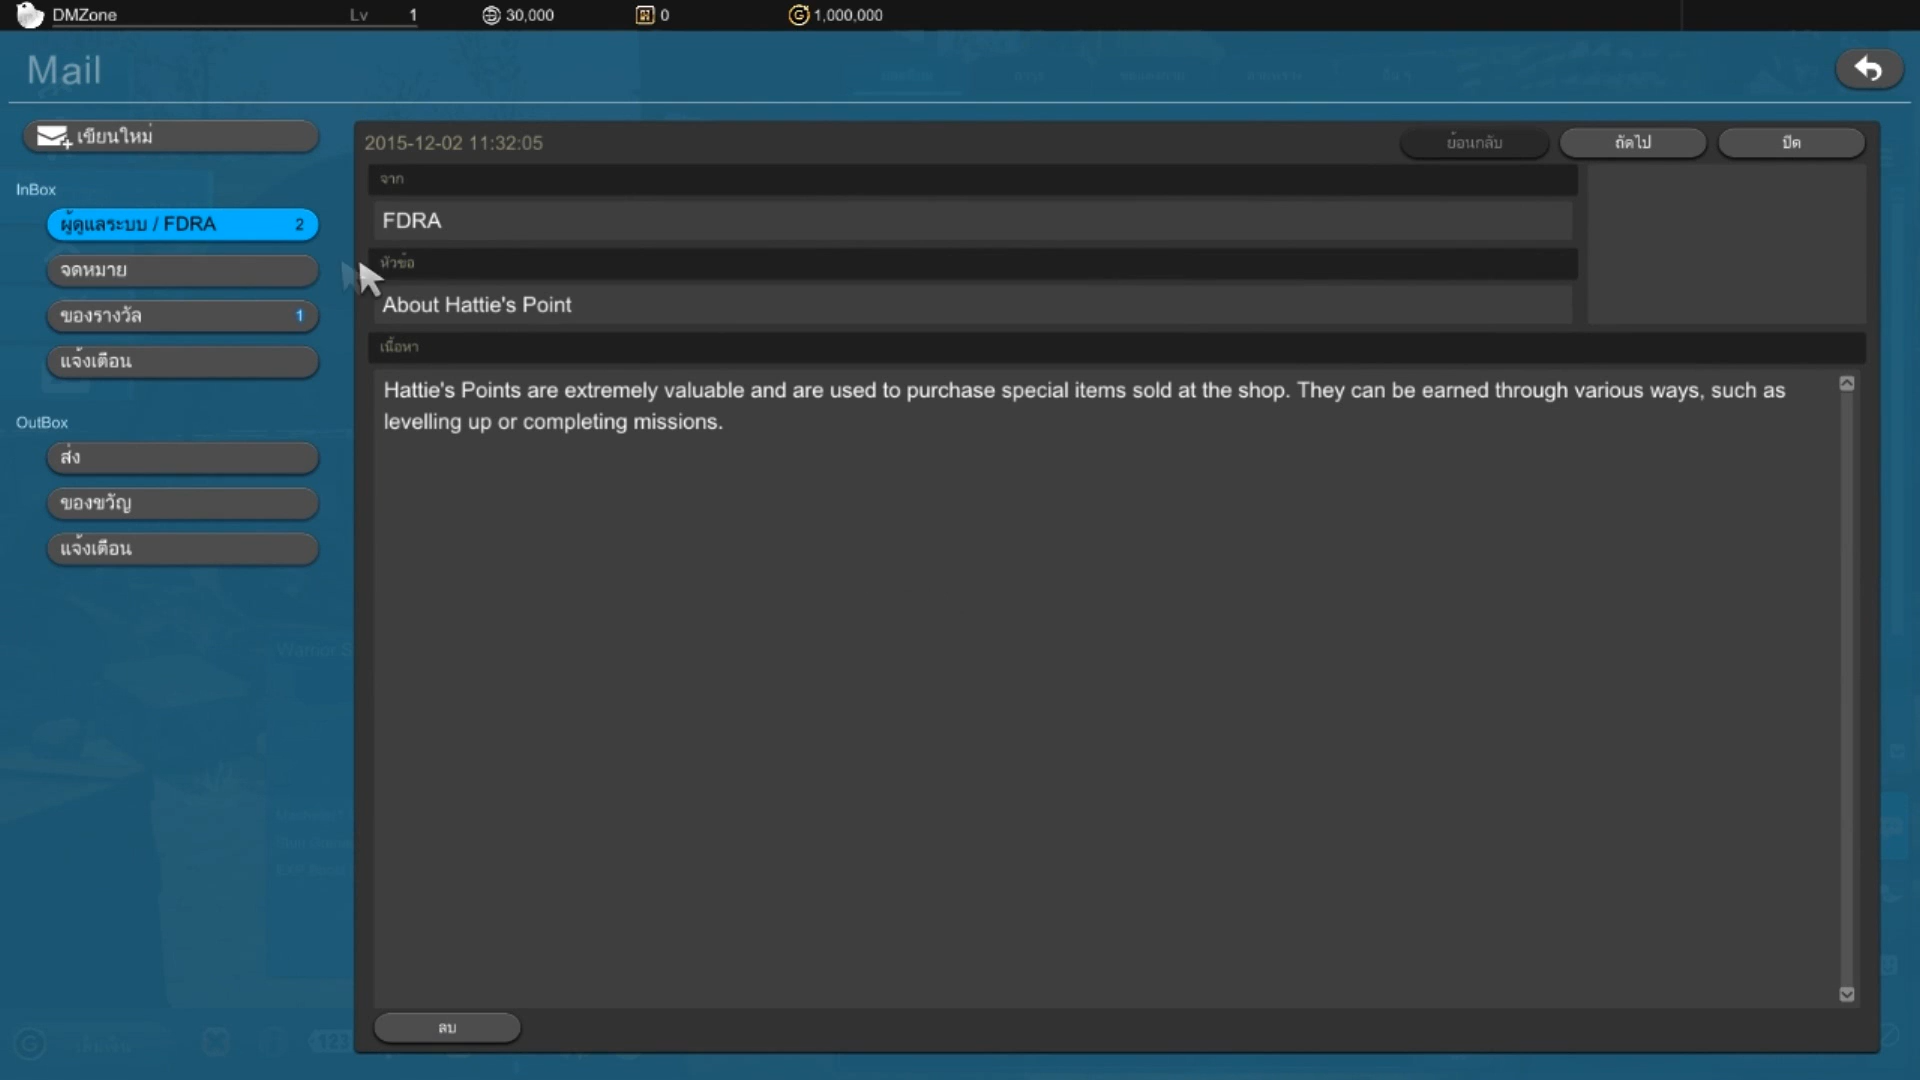 DMZone Lv 1 30,000 0 1,000,000
Mail
เขียนใหม่
InBox
ผู้ดูแลระบบ / FDRA 2
จดหมาย
ของรางวัล 1
แจ้งเตือน
OutBox
ส่ง
ของขวัญ
แจ้งเตือน
2015-12-02 11:32:05
ย้อนกลับ ถัดไป ปิด
จาก
FDRA
หัวข้อ
About Hattie's Point
เนื้อหา
Hattie's Points are extremely valuable and are used to purchase special items sold at the shop. They can be earned through various ways, such as
levelling up or completing missions.
ลบ